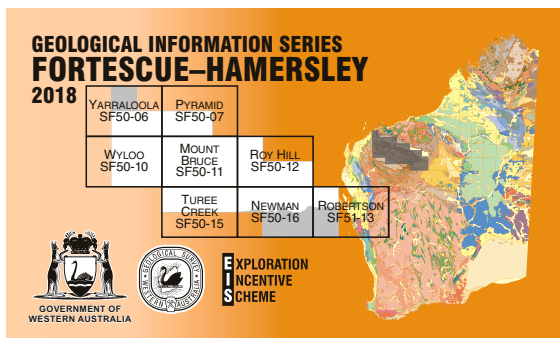 GEOLOGICAL INFORMATION SERIES
FORTESCUE–HAMERSLEY
2018
YARRALOOLA
SF50-06
PYRAMID
SF50-07
WYLOO
SF50-10
MOUNT
BRUCE
SF50-11
ROY HILL
SF50-12
TUREE
CREEK
SF50-15
NEWMAN
SF50-16
ROBERTSON
SF51-13
GOVERNMENT OF
WESTERN AUSTRALIA
GEOLOGICAL SURVEY
WESTERN AUSTRALIA
EXPLORATION
INCENTIVE
SCHEME